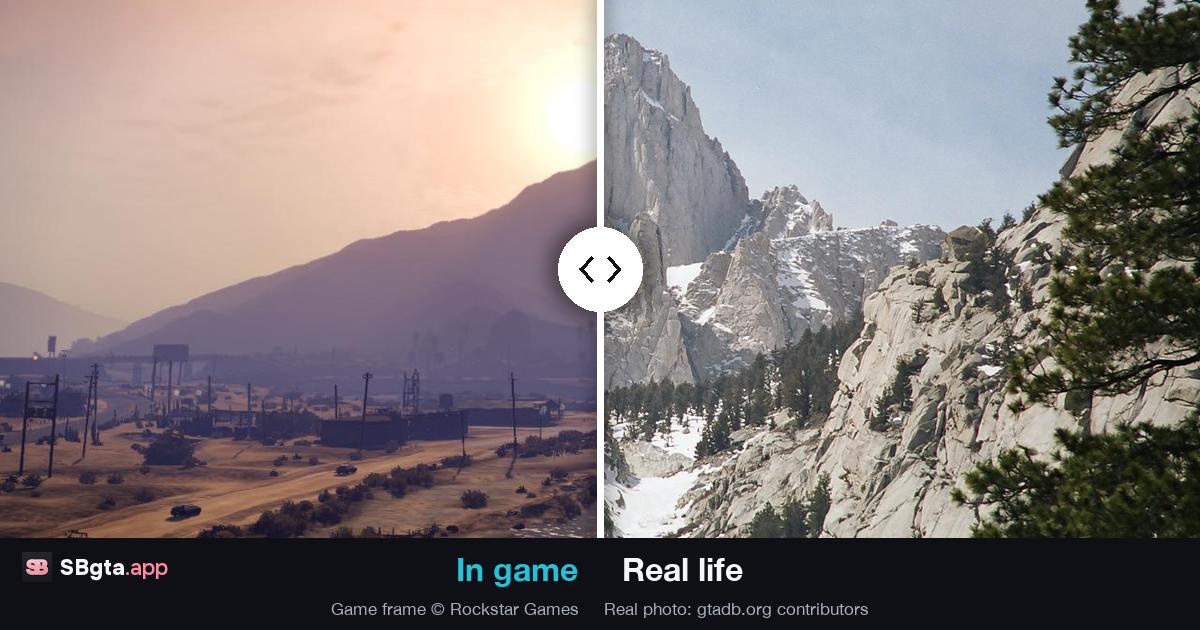 SB SBgta.app
In game
Real life
Game frame © Rockstar Games
Real photo: gtadb.org contributors